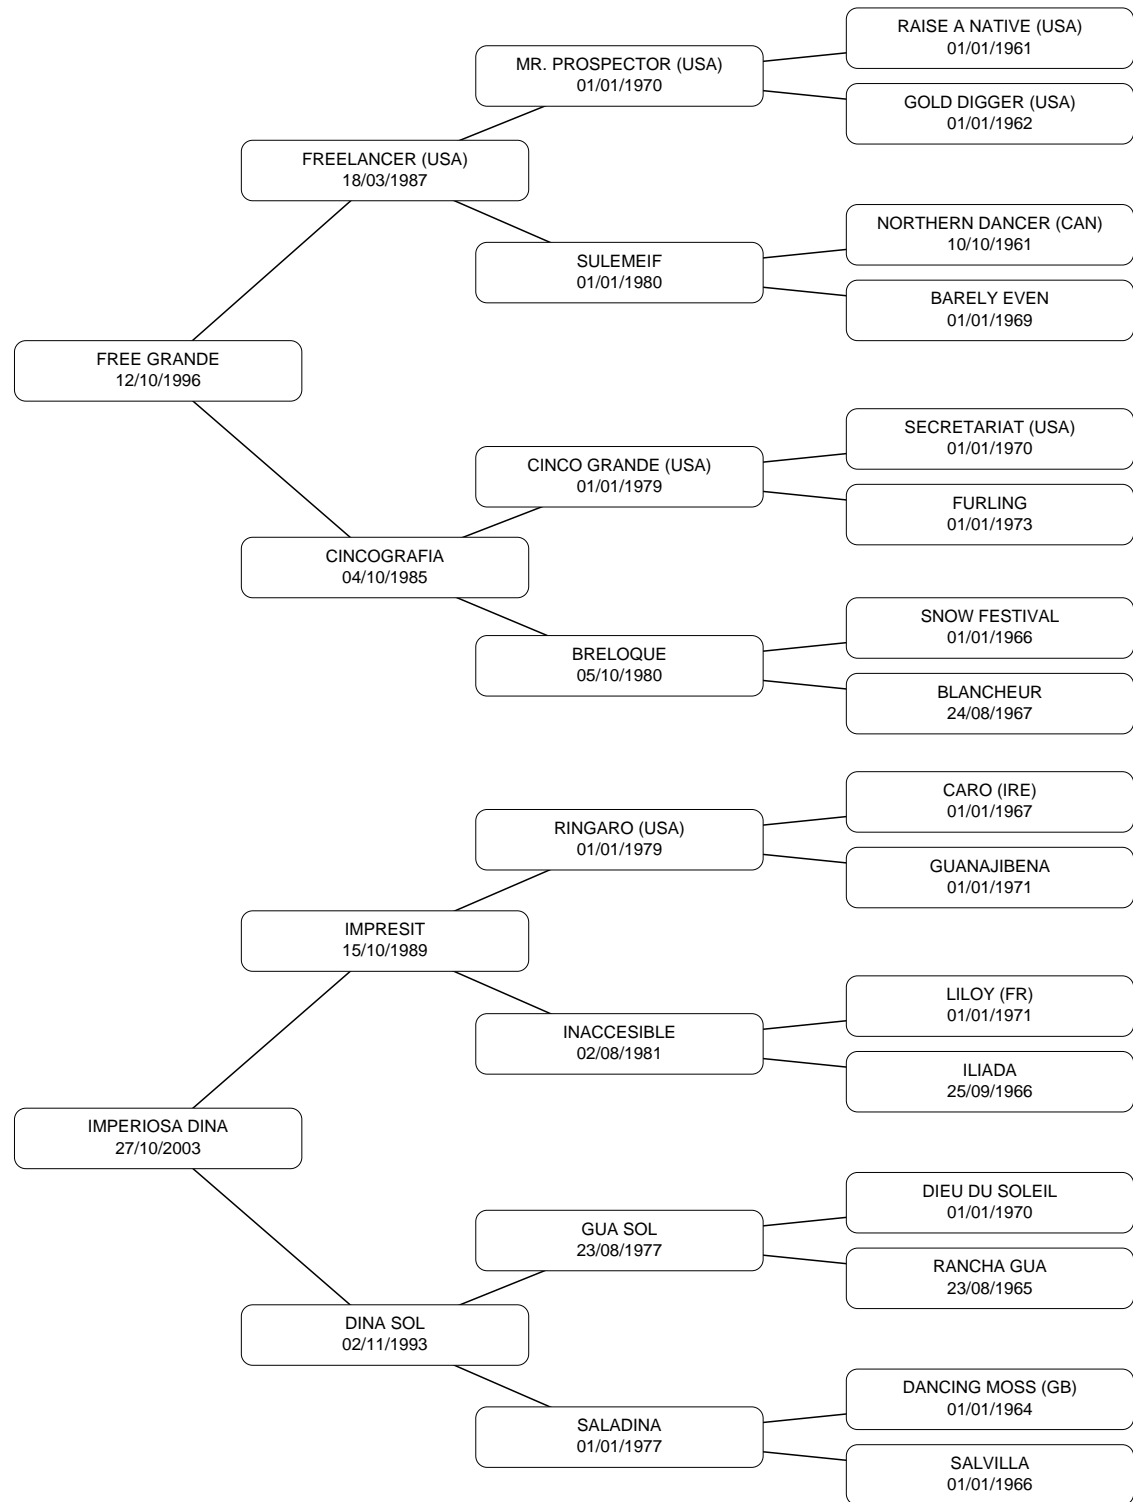 RAISE A NATIVE (USA)
01/01/1961
MR. PROSPECTOR (USA)
01/01/1970
GOLD DIGGER (USA)
01/01/1962
FREELANCER (USA)
18/03/1987
NORTHERN DANCER (CAN)
10/10/1961
SULEMEIF
01/01/1980
BARELY EVEN
01/01/1969
FREE GRANDE
12/10/1996
SECRETARIAT (USA)
01/01/1970
CINCO GRANDE (USA)
01/01/1979
FURLING
01/01/1973
CINCOGRAFIA
04/10/1985
SNOW FESTIVAL
01/01/1966
BRELOQUE
05/10/1980
BLANCHEUR
24/08/1967
CARO (IRE)
01/01/1967
RINGARO (USA)
01/01/1979
GUANAJIBENA
01/01/1971
IMPRESIT
15/10/1989
LILOY (FR)
01/01/1971
INACCESIBLE
02/08/1981
ILIADA
25/09/1966
IMPERIOSA DINA
27/10/2003
DIEU DU SOLEIL
01/01/1970
GUA SOL
23/08/1977
RANCHA GUA
23/08/1965
DINA SOL
02/11/1993
DANCING MOSS (GB)
01/01/1964
SALADINA
01/01/1977
SALVILLA
01/01/1966